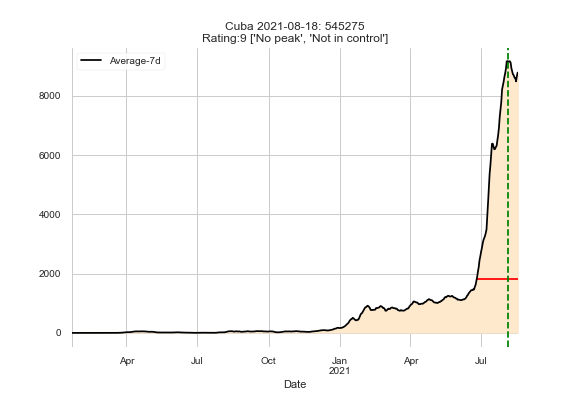 Cuba 2021-08-18: 545275
Rating:9 ['No peak', 'Not in control']
Average-7d
8000
6000
4000
2000
0
Apr
Jul
Oct
Jan
2021
Apr
Jul
Date